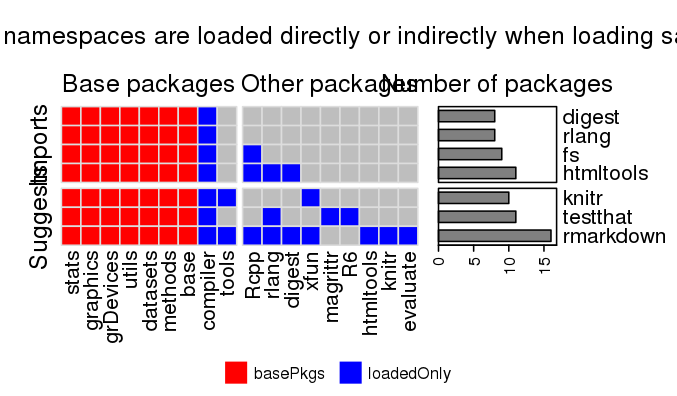 namespaces are loaded directly or indirectly when loading sa
Base packages
Other packages
Number of packages
Imports
Suggests
digest
rlang
fs
htmltools
knitr
testthat
rmarkdown
stats
graphics
grDevices
utils
datasets
methods
base
compiler
tools
Rcpp
rlang
digest
xfun
magrittr
R6
htmltools
knitr
evaluate
0
5
10
15
basePkgs
loadedOnly